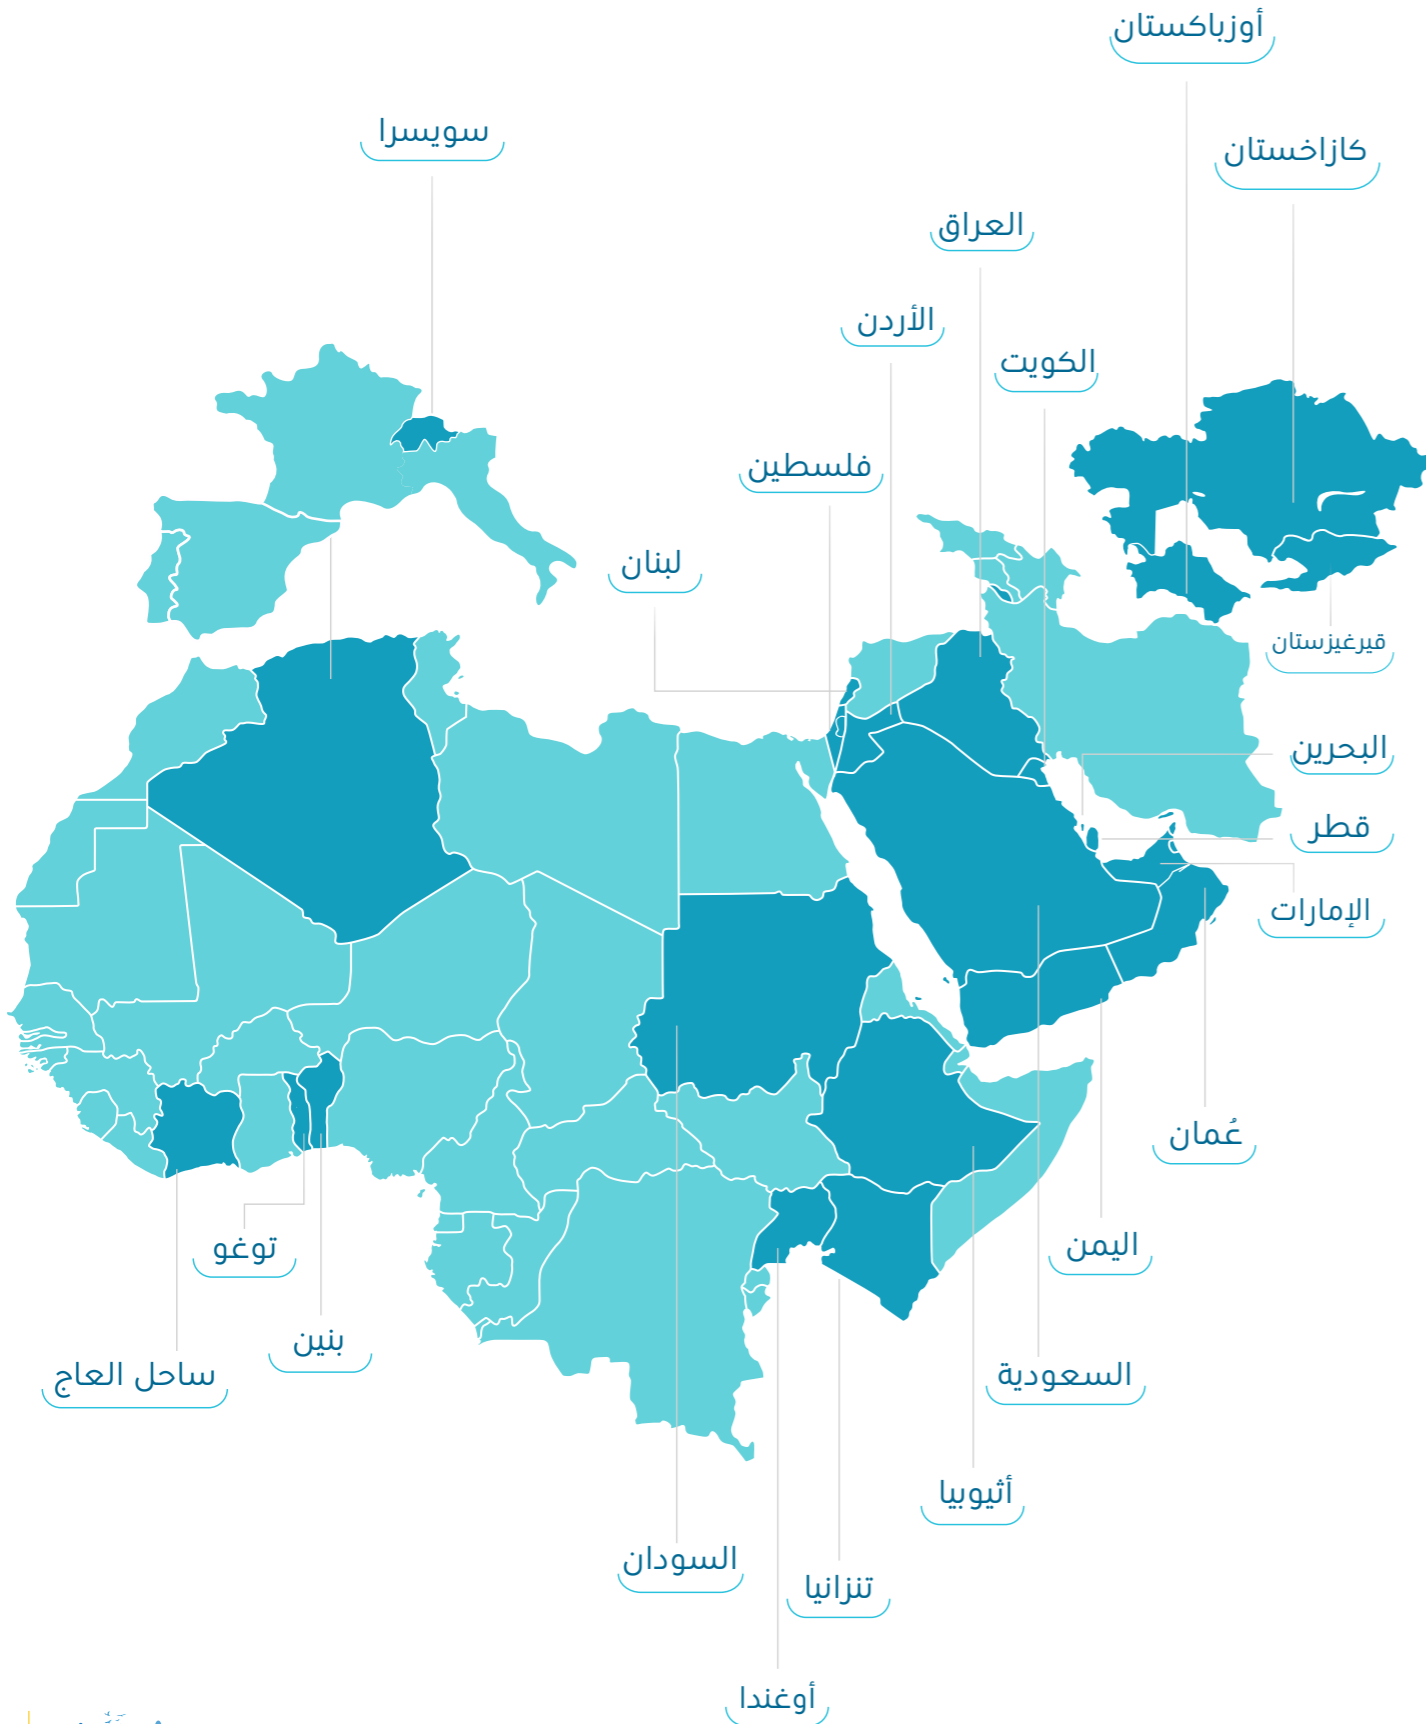 أوزباكستان
سويسرا
كازاخستان
العراق
الأردن
الكويت
فلسطين
لبنان
قيرغيزستان
البحرين
قطر
الإمارات
عُمان
اليمن
توغو
بنين
ساحل العاج
السعودية
أثيوبيا
السودان
تنزانيا
أوغندا